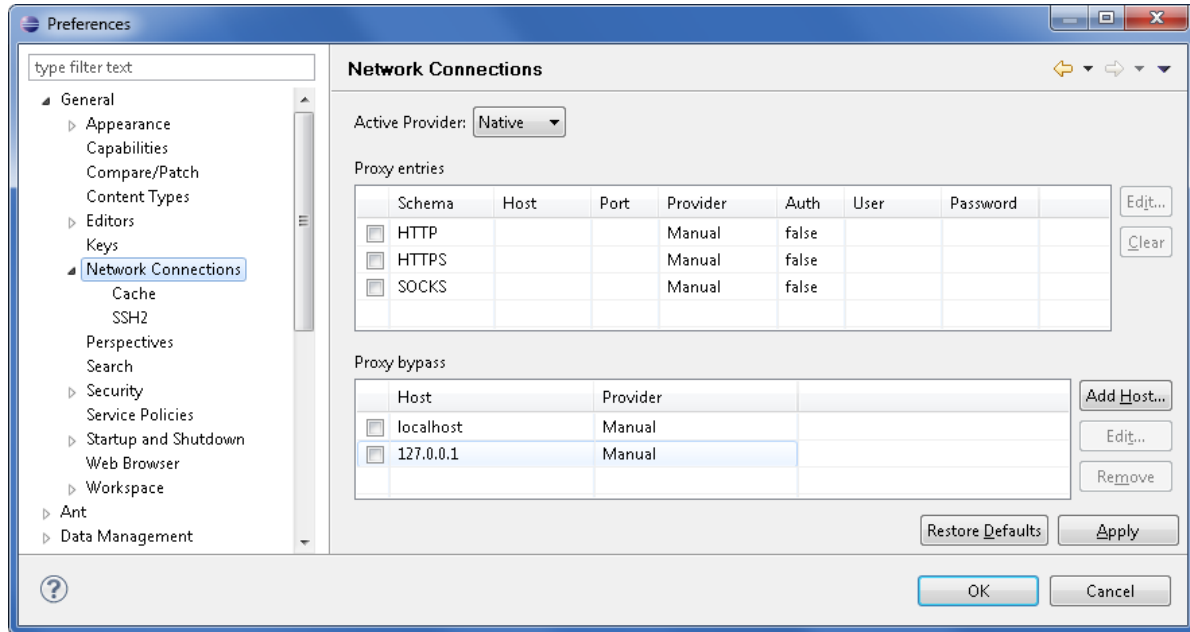 Preferences
type filter text
General
Appearance
Capabilities
Compare/Patch
Content Types
Editors
Keys
Network Connections
Cache
SSH2
Perspectives
Search
Security
Service Policies
Startup and Shutdown
Web Browser
Workspace
Ant
Data Management
Network Connections
Active Provider: Native
Proxy entries
Schema Host Port Provider Auth User Password
HTTP Manual false
HTTPS Manual false
SOCKS Manual false
Edit...
Clear
Proxy bypass
Host Provider
localhost Manual
127.0.0.1 Manual
Add Host...
Edit...
Remove
Restore Defaults Apply
OK Cancel